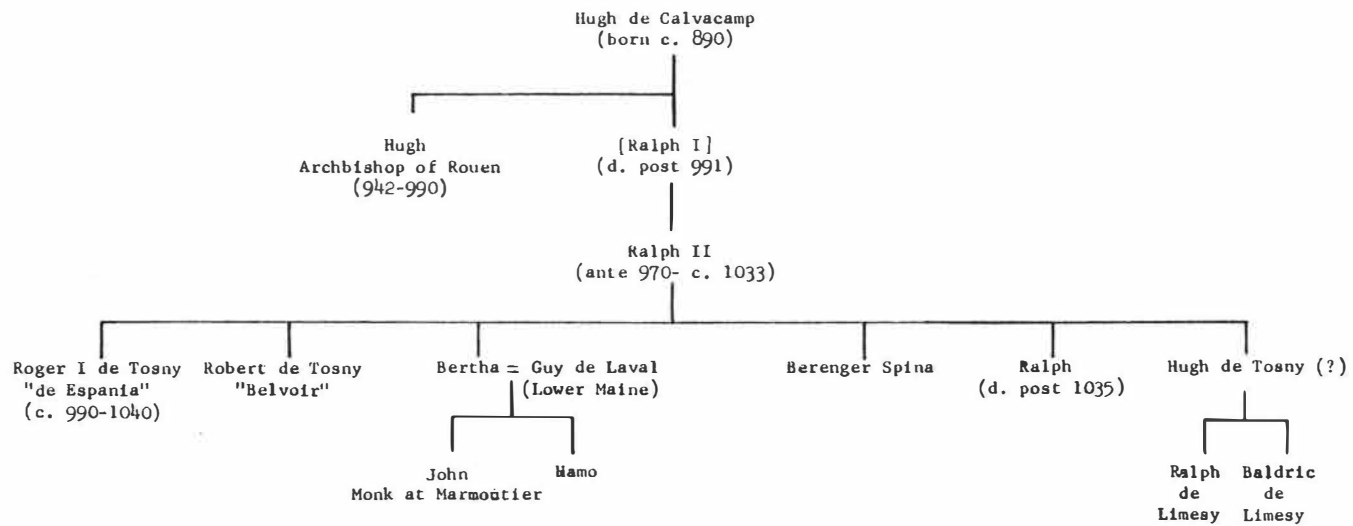 Hugh de Calvacamp
(born c. 890)
Hugh
Archbishop of Rouen
(942-990)
[Ralph I]
(d. post 991)
Ralph II
(ante 970- c. 1033)
Roger I de Tosny
"de Espania"
(c. 990-1040)
Robert de Tosny
"Belvoir"
Bertha = Guy de Laval
(Lower Maine)
Berenger Spina
Ralph
(d. post 1035)
Hugh de Tosny (?)
John
Monk at Marmoutier
Hamo
Ralph
de
Limesy
Baldric
de
Limesy